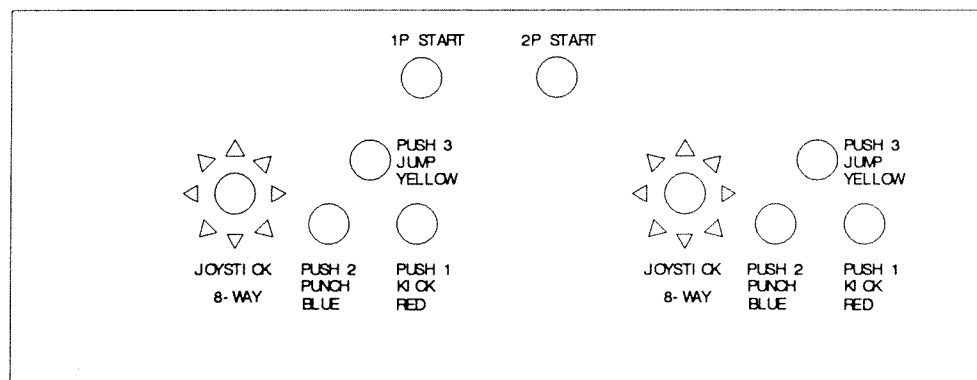 1P START 2P START
PUSH 3
JUMP
YELLOW
PUSH 3
JUMP
YELLOW
JOYSTICK
8-WAY
PUSH 2
PUNCH
BLUE
PUSH 1
KICK
RED
JOYSTICK
8-WAY
PUSH 2
PUNCH
BLUE
PUSH 1
KICK
RED